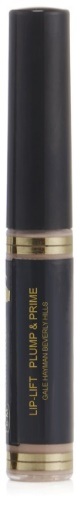 LIP-LIFT PLUMP & PRIME
GALE HAYMAN BEVERLY HILLS